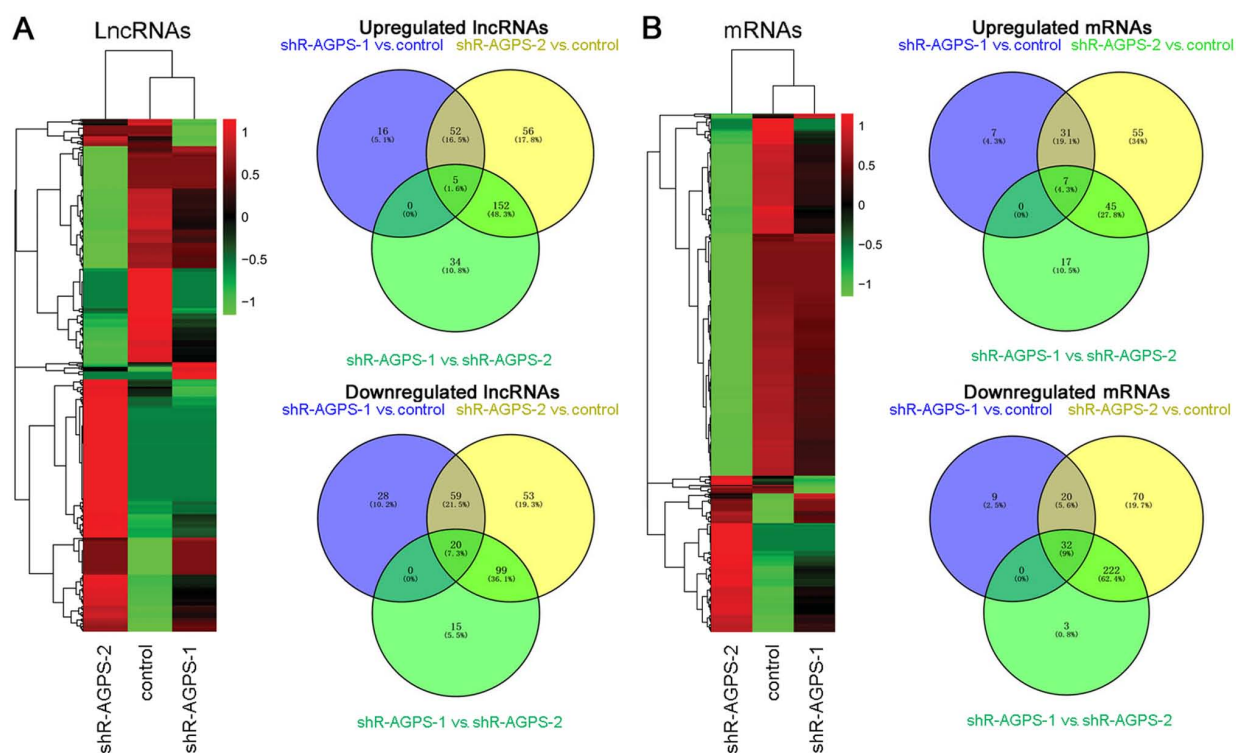 A
LncRNAs
1
0.5
0
−0.5
−1
shR-AGPS-2
control
shR-AGPS-1
Upregulated lncRNAs
shR-AGPS-1 vs. control
shR-AGPS-2 vs. control
16
(5.1%)
52
(16.5%)
56
(17.8%)
5
(1.6%)
0
(0%)
152
(48.3%)
34
(10.8%)
shR-AGPS-1 vs. shR-AGPS-2
Downregulated lncRNAs
shR-AGPS-1 vs. control
shR-AGPS-2 vs. control
28
(10.2%)
59
(21.5%)
53
(19.3%)
20
(7.3%)
0
(0%)
99
(36.1%)
15
(5.5%)
shR-AGPS-1 vs. shR-AGPS-2
B
mRNAs
1
0.5
0
−0.5
−1
shR-AGPS-2
control
shR-AGPS-1
Upregulated mRNAs
shR-AGPS-1 vs. control
shR-AGPS-2 vs. control
7
(4.3%)
31
(19.1%)
55
(34%)
7
(4.3%)
0
(0%)
45
(27.8%)
17
(10.5%)
shR-AGPS-1 vs. shR-AGPS-2
Downregulated mRNAs
shR-AGPS-1 vs. control
shR-AGPS-2 vs. control
9
(2.5%)
20
(5.6%)
70
(19.7%)
32
(9%)
0
(0%)
222
(62.4%)
3
(0.8%)
shR-AGPS-1 vs. shR-AGPS-2